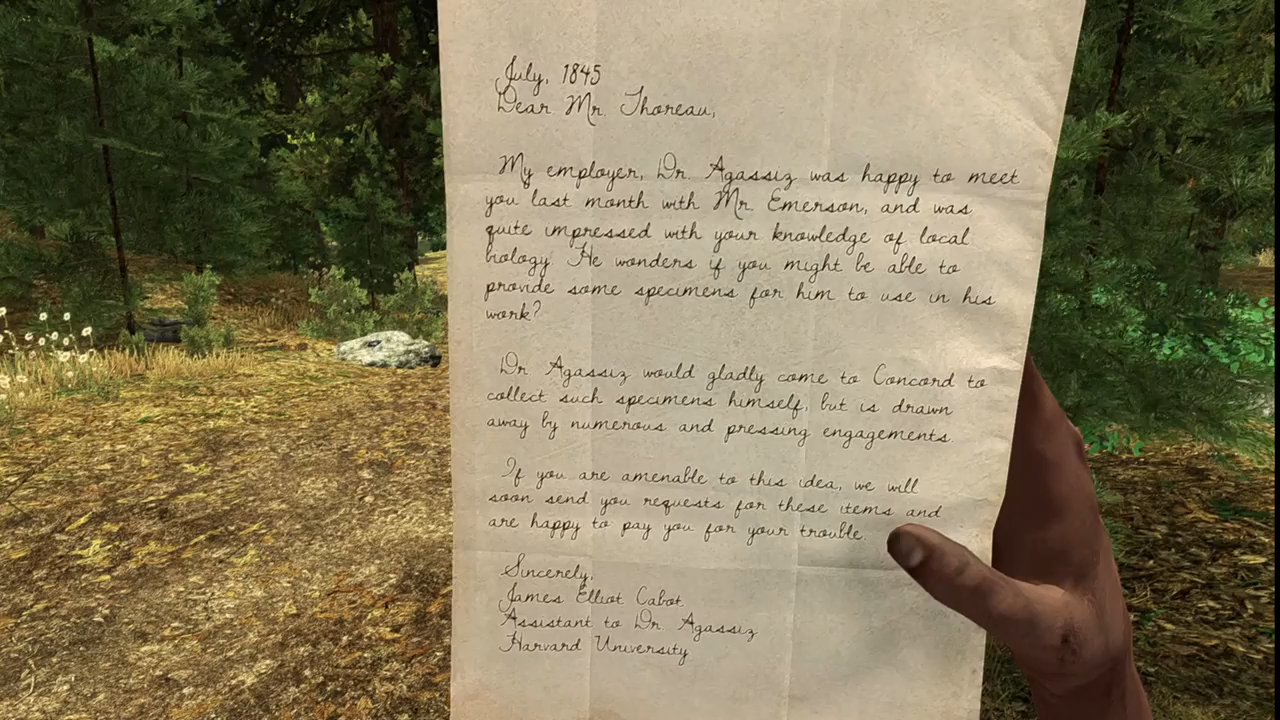 July, 1845
Dear Mr. Thoreau,
My employer, Dr. Agassiz was happy to meet
you last month with Mr. Emerson, and was
quite impressed with your knowledge of local
biology. He wonders if you might be able to
provide some specimens for him to use in his
work?
Dr. Agassiz would gladly come to Concord to
collect such specimens himself, but is drawn
away by numerous and pressing engagements.
If you are amenable to this idea, we will
soon send you requests for these items and
are happy to pay you for your trouble.
Sincerely,
James Elliot Cabot
Assistant to Dr. Agassiz
Harvard University